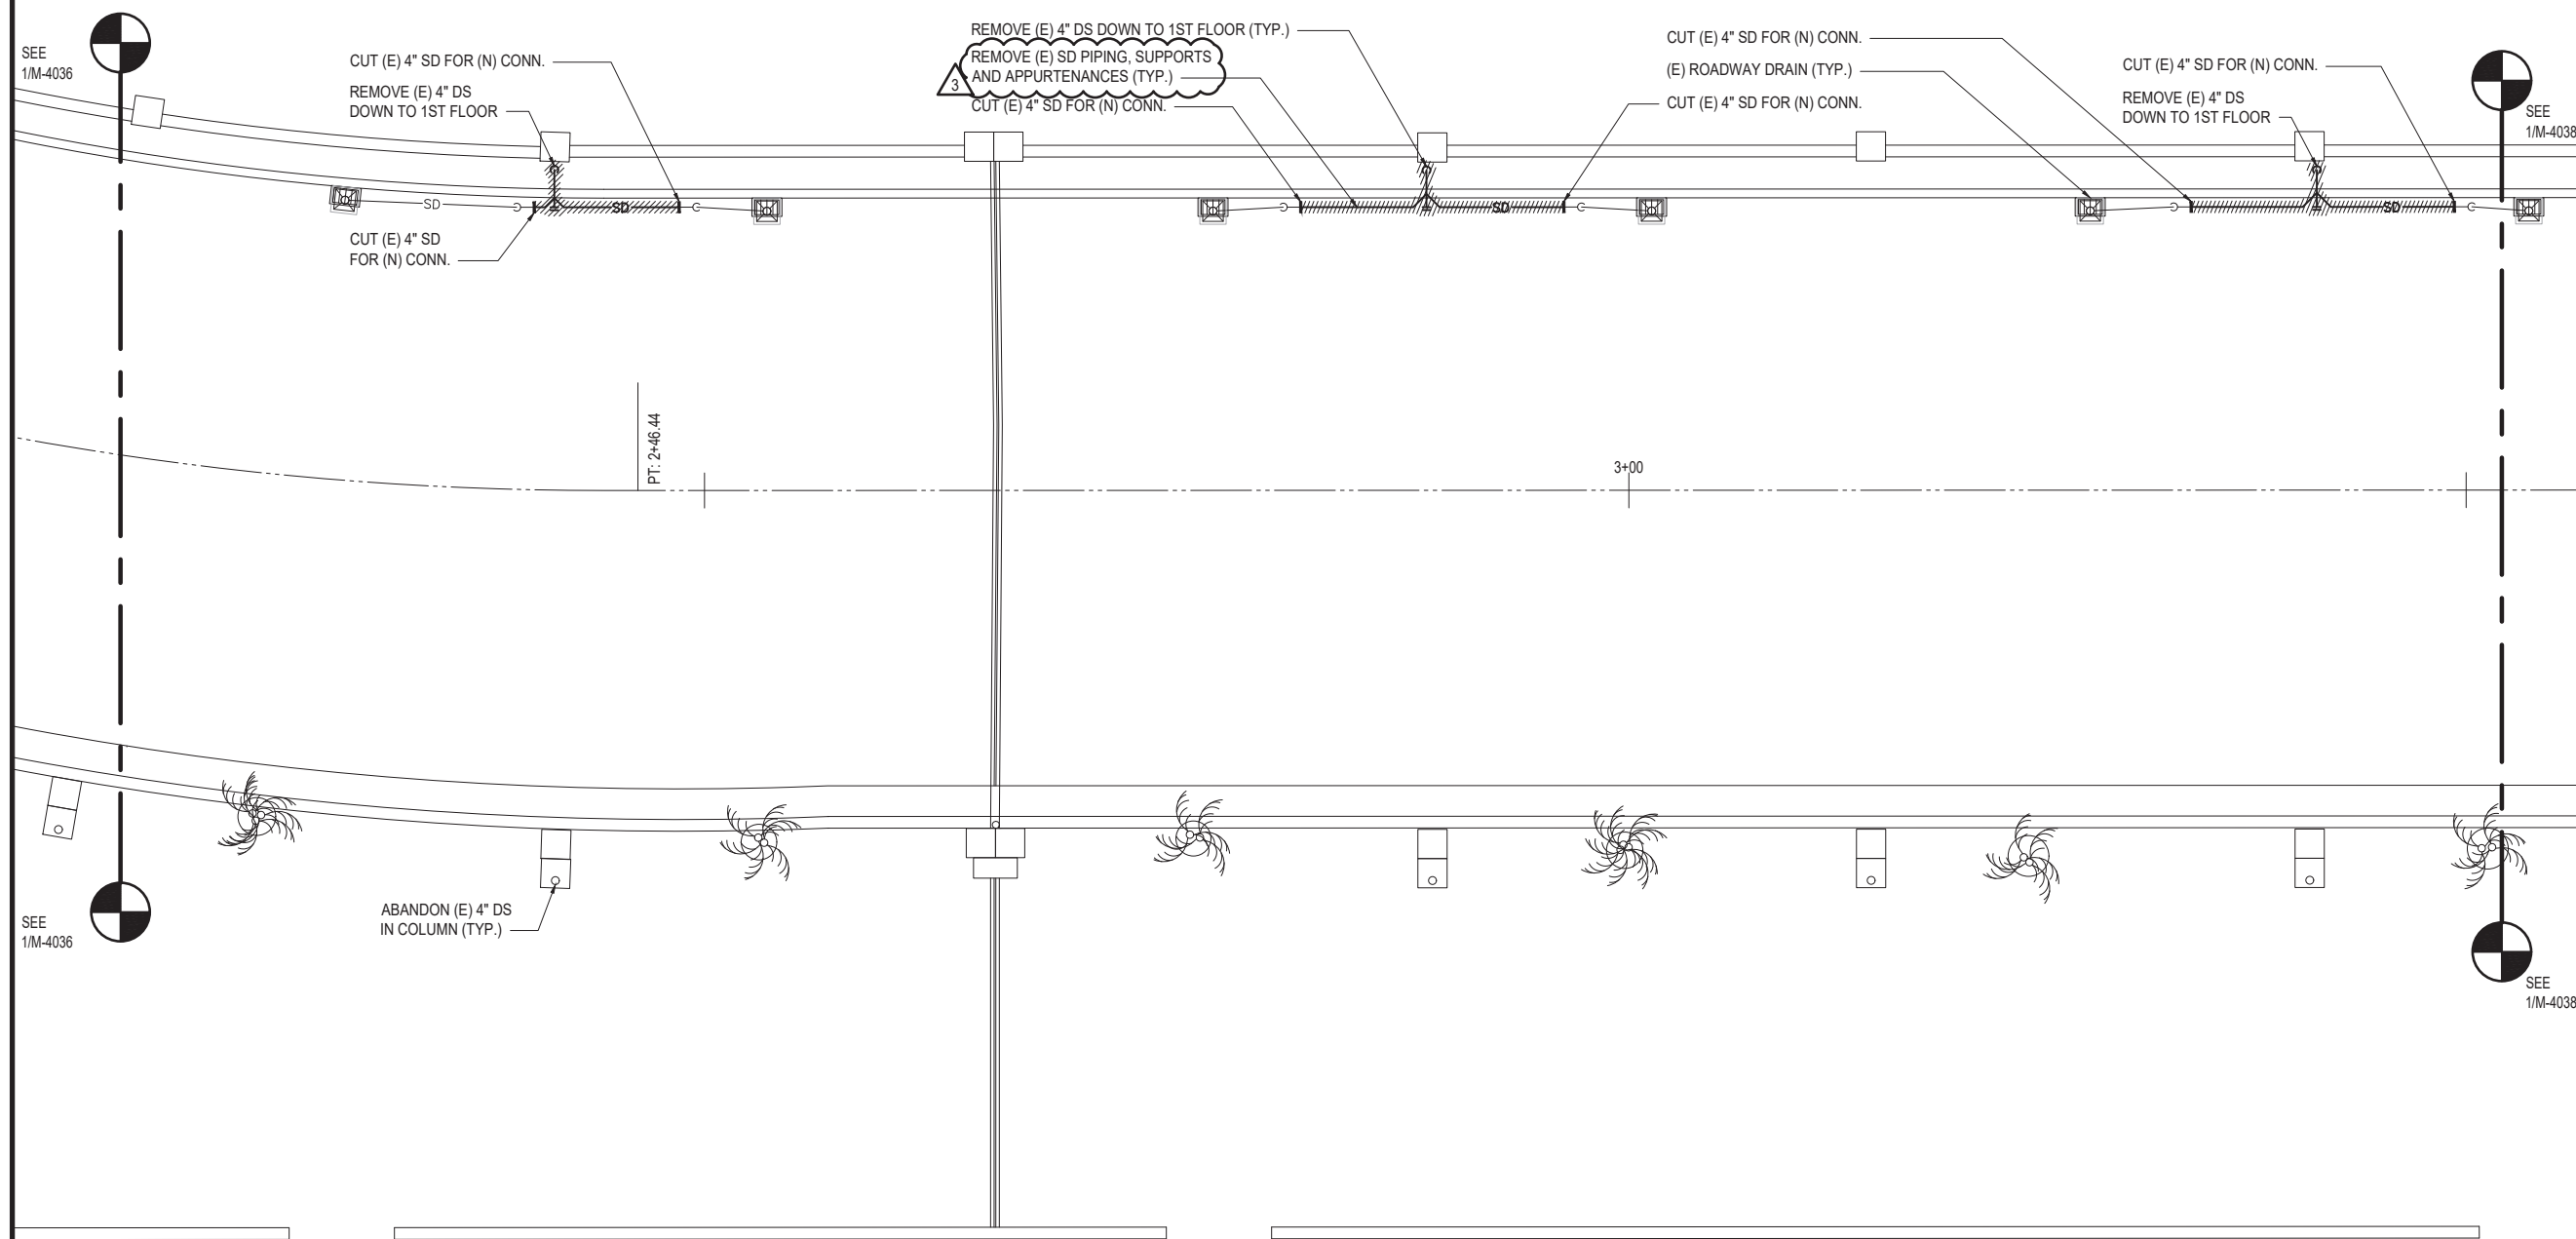 SEE
1/M-4036
CUT (E) 4" SD FOR (N) CONN.
REMOVE (E) 4" DS
DOWN TO 1ST FLOOR
CUT (E) 4" SD
FOR (N) CONN.
SD
SD
REMOVE (E) 4" DS DOWN TO 1ST FLOOR (TYP.)
REMOVE (E) SD PIPING, SUPPORTS
AND APPURTENANCES (TYP.)
3
CUT (E) 4" SD FOR (N) CONN.
SD
CUT (E) 4" SD FOR (N) CONN.
(E) ROADWAY DRAIN (TYP.)
CUT (E) 4" SD FOR (N) CONN.
CUT (E) 4" SD FOR (N) CONN.
REMOVE (E) 4" DS
DOWN TO 1ST FLOOR
SD
SEE
1/M-4038
PT: 2+46.44
3+00
ABANDON (E) 4" DS
IN COLUMN (TYP.)
SEE
1/M-4036
SEE
1/M-4038